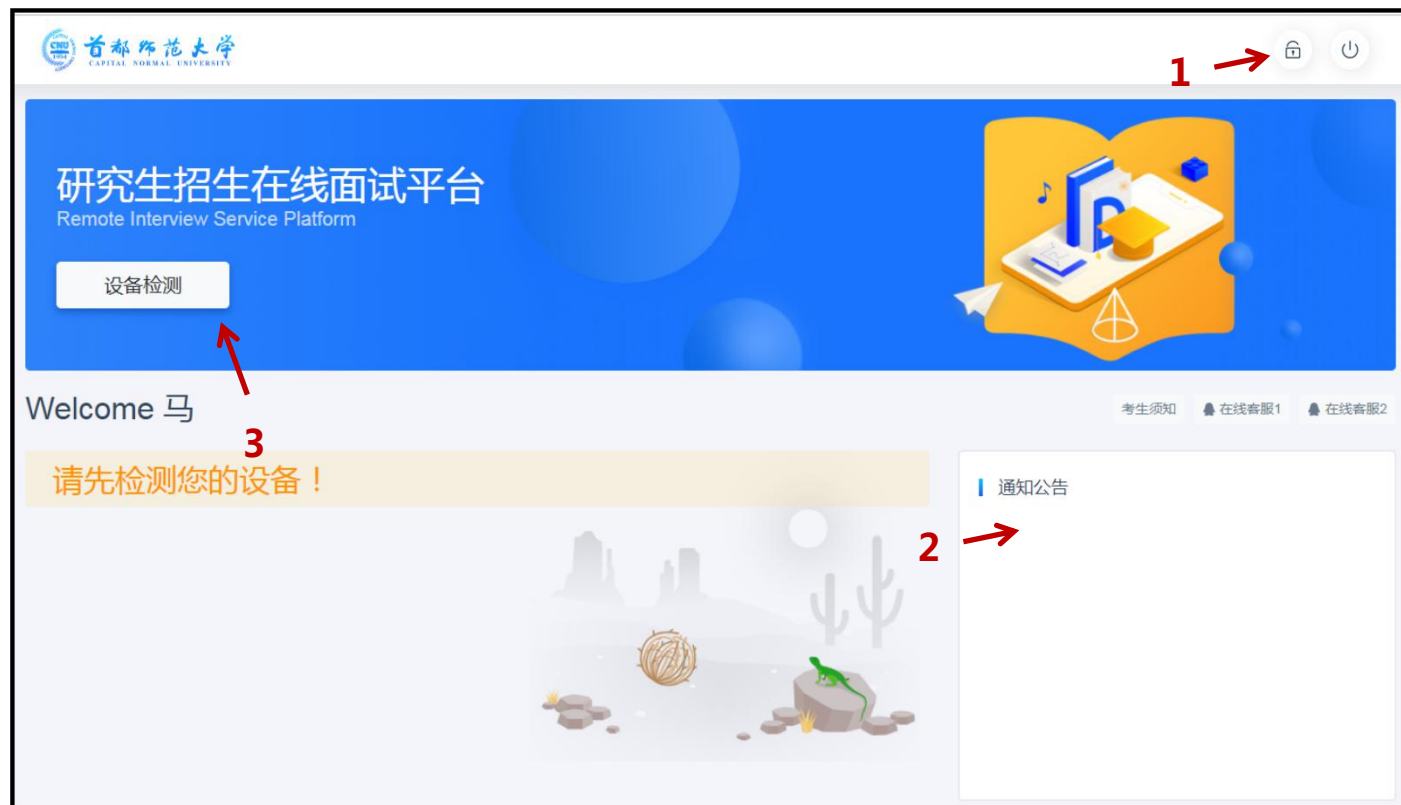 首都师范大学
CAPITAL NORMAL UNIVERSITY
1
研究生招生在线面试平台
Remote Interview Service Platform
设备检测
3
Welcome 马
考生须知 在线客服1 在线客服2
请先检测您的设备！
通知公告
2